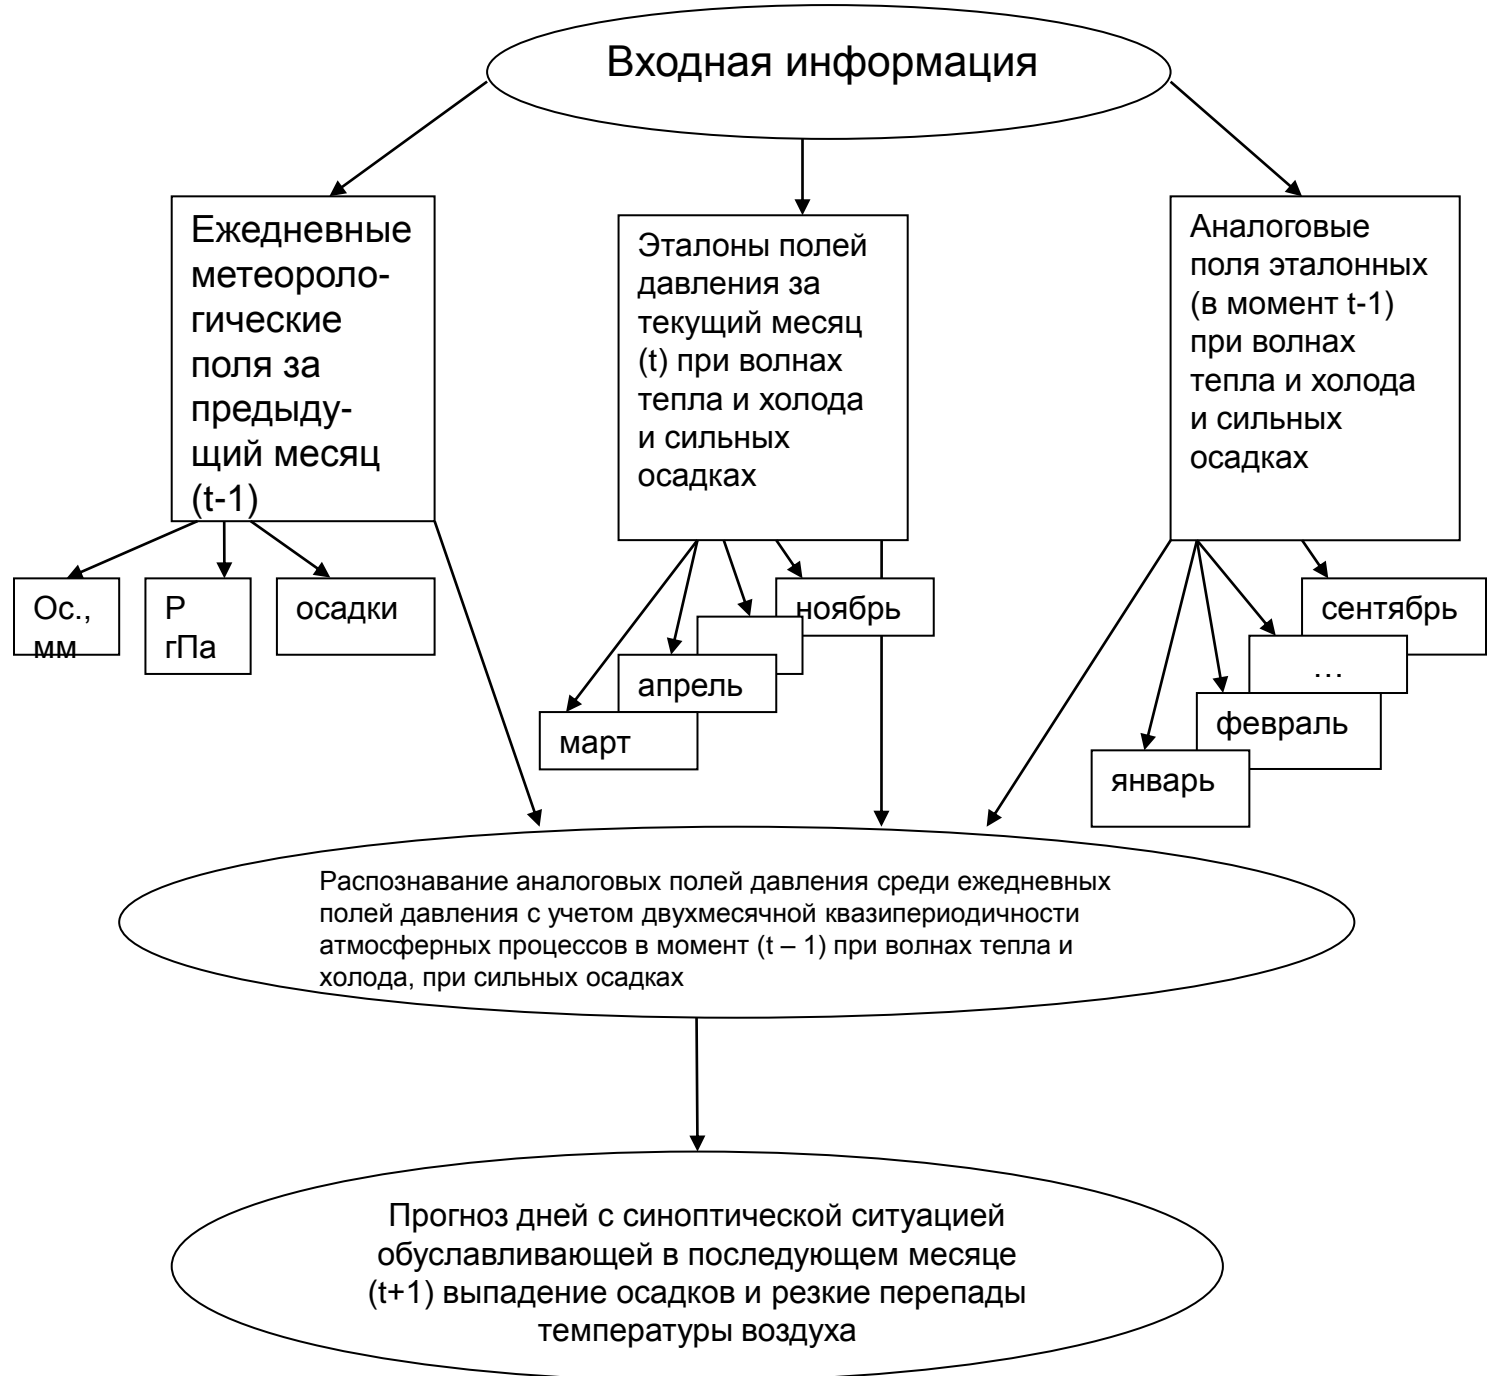 Входная информация
Ежедневные
метеороло-
гические
поля за
предыду-
щий месяц
(t-1)
Эталоны полей
давления за
текущий месяц
(t) при волнах
тепла и холода
и сильных
осадках
Аналоговые
поля эталонных
(в момент t-1)
при волнах
тепла и холода
и сильных
осадках
Ос.,
мм
Р
гПа
осадки
ноябрь
апрель
март
сентябрь
…
февраль
январь
Распознавание аналоговых полей давления среди ежедневных
полей давления с учетом двухмесячной квазипериодичности
атмосферных процессов в момент (t – 1) при волнах тепла и
холода, при сильных осадках
Прогноз дней с синоптической ситуацией
обуславливающей в последующем месяце
(t+1) выпадение осадков и резкие перепады
температуры воздуха